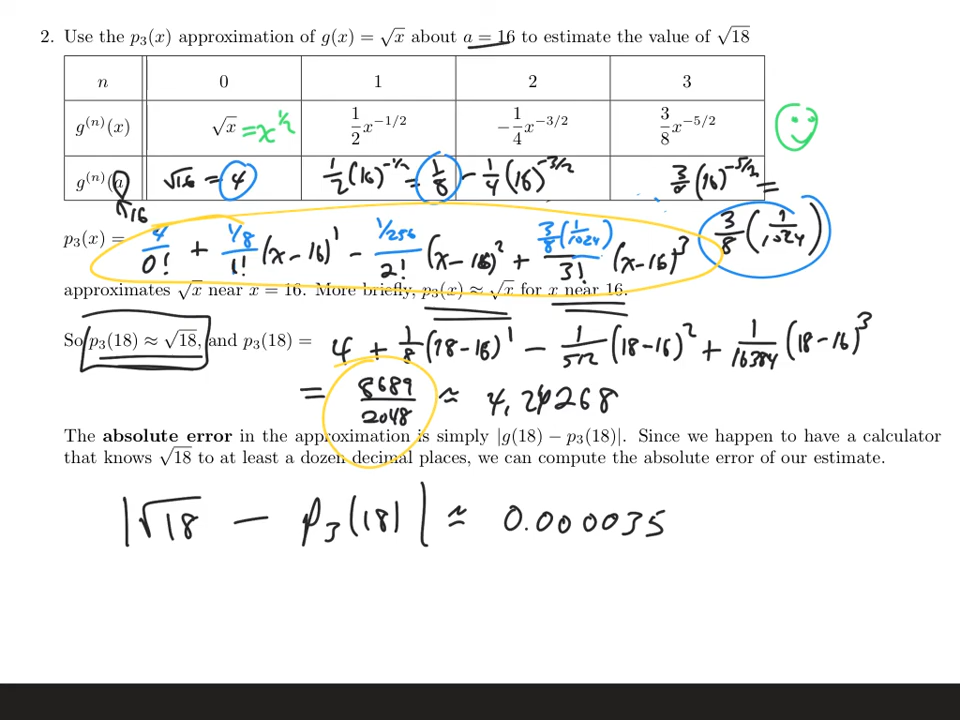 2. Use the p₃(x) approximation of g(x) = √x about a = 16 to estimate the value of √18
n 0 1 2 3
g⁽ⁿ⁾(x) √x = x^½ 1/2 x^−1/2 −1/4 x^−3/2 3/8 x^−5/2
g⁽ⁿ⁾(a) √16 = 4 1/2 (16)^−1/2 = 1/8 −1/4 (16)^−3/2 3/8 (16)^−5/2 =
16 3/8 (1/1024)
p₃(x) = 4/0! + 1/8/1! (x−16)¹ − 1/256/2! (x−16)² + 3/8(1/1024)/3! (x−16)³
approximates √x near x = 16. More briefly, p₃(x) ≈ √x for x near 16.
So p₃(18) ≈ √18, and p₃(18) = 4 + 1/8 (18−16)¹ − 1/512 (18−16)² + 1/16384 (18−16)³
= 8689/2048 ≈ 4.24268
The absolute error in the approximation is simply |g(18) − p₃(18)|. Since we happen to have a calculator
that knows √18 to at least a dozen decimal places, we can compute the absolute error of our estimate.
|√18 − p₃(18)| ≈ 0.000035